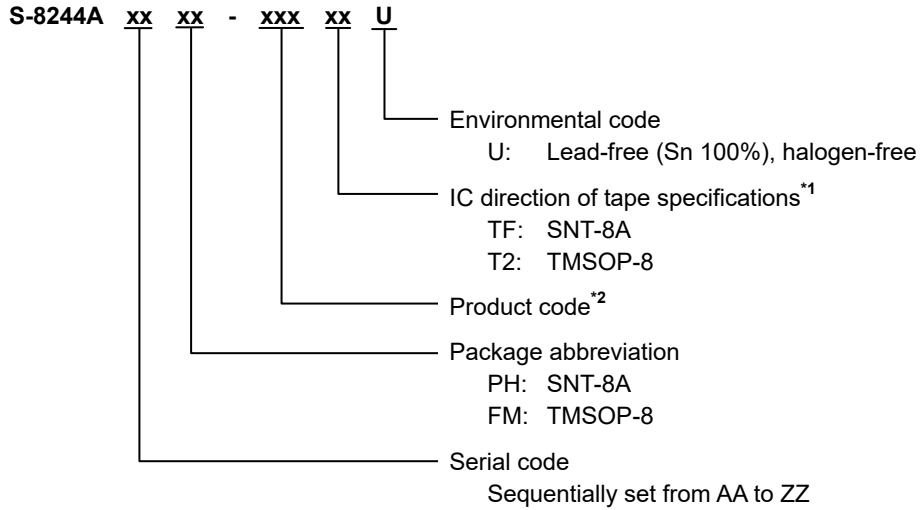 S-8244A xx xx - xxx xx U
Environmental code
U: Lead-free (Sn 100%), halogen-free
IC direction of tape specifications*1
TF: SNT-8A
T2: TMSOP-8
Product code*2
Package abbreviation
PH: SNT-8A
FM: TMSOP-8
Serial code
Sequentially set from AA to ZZ